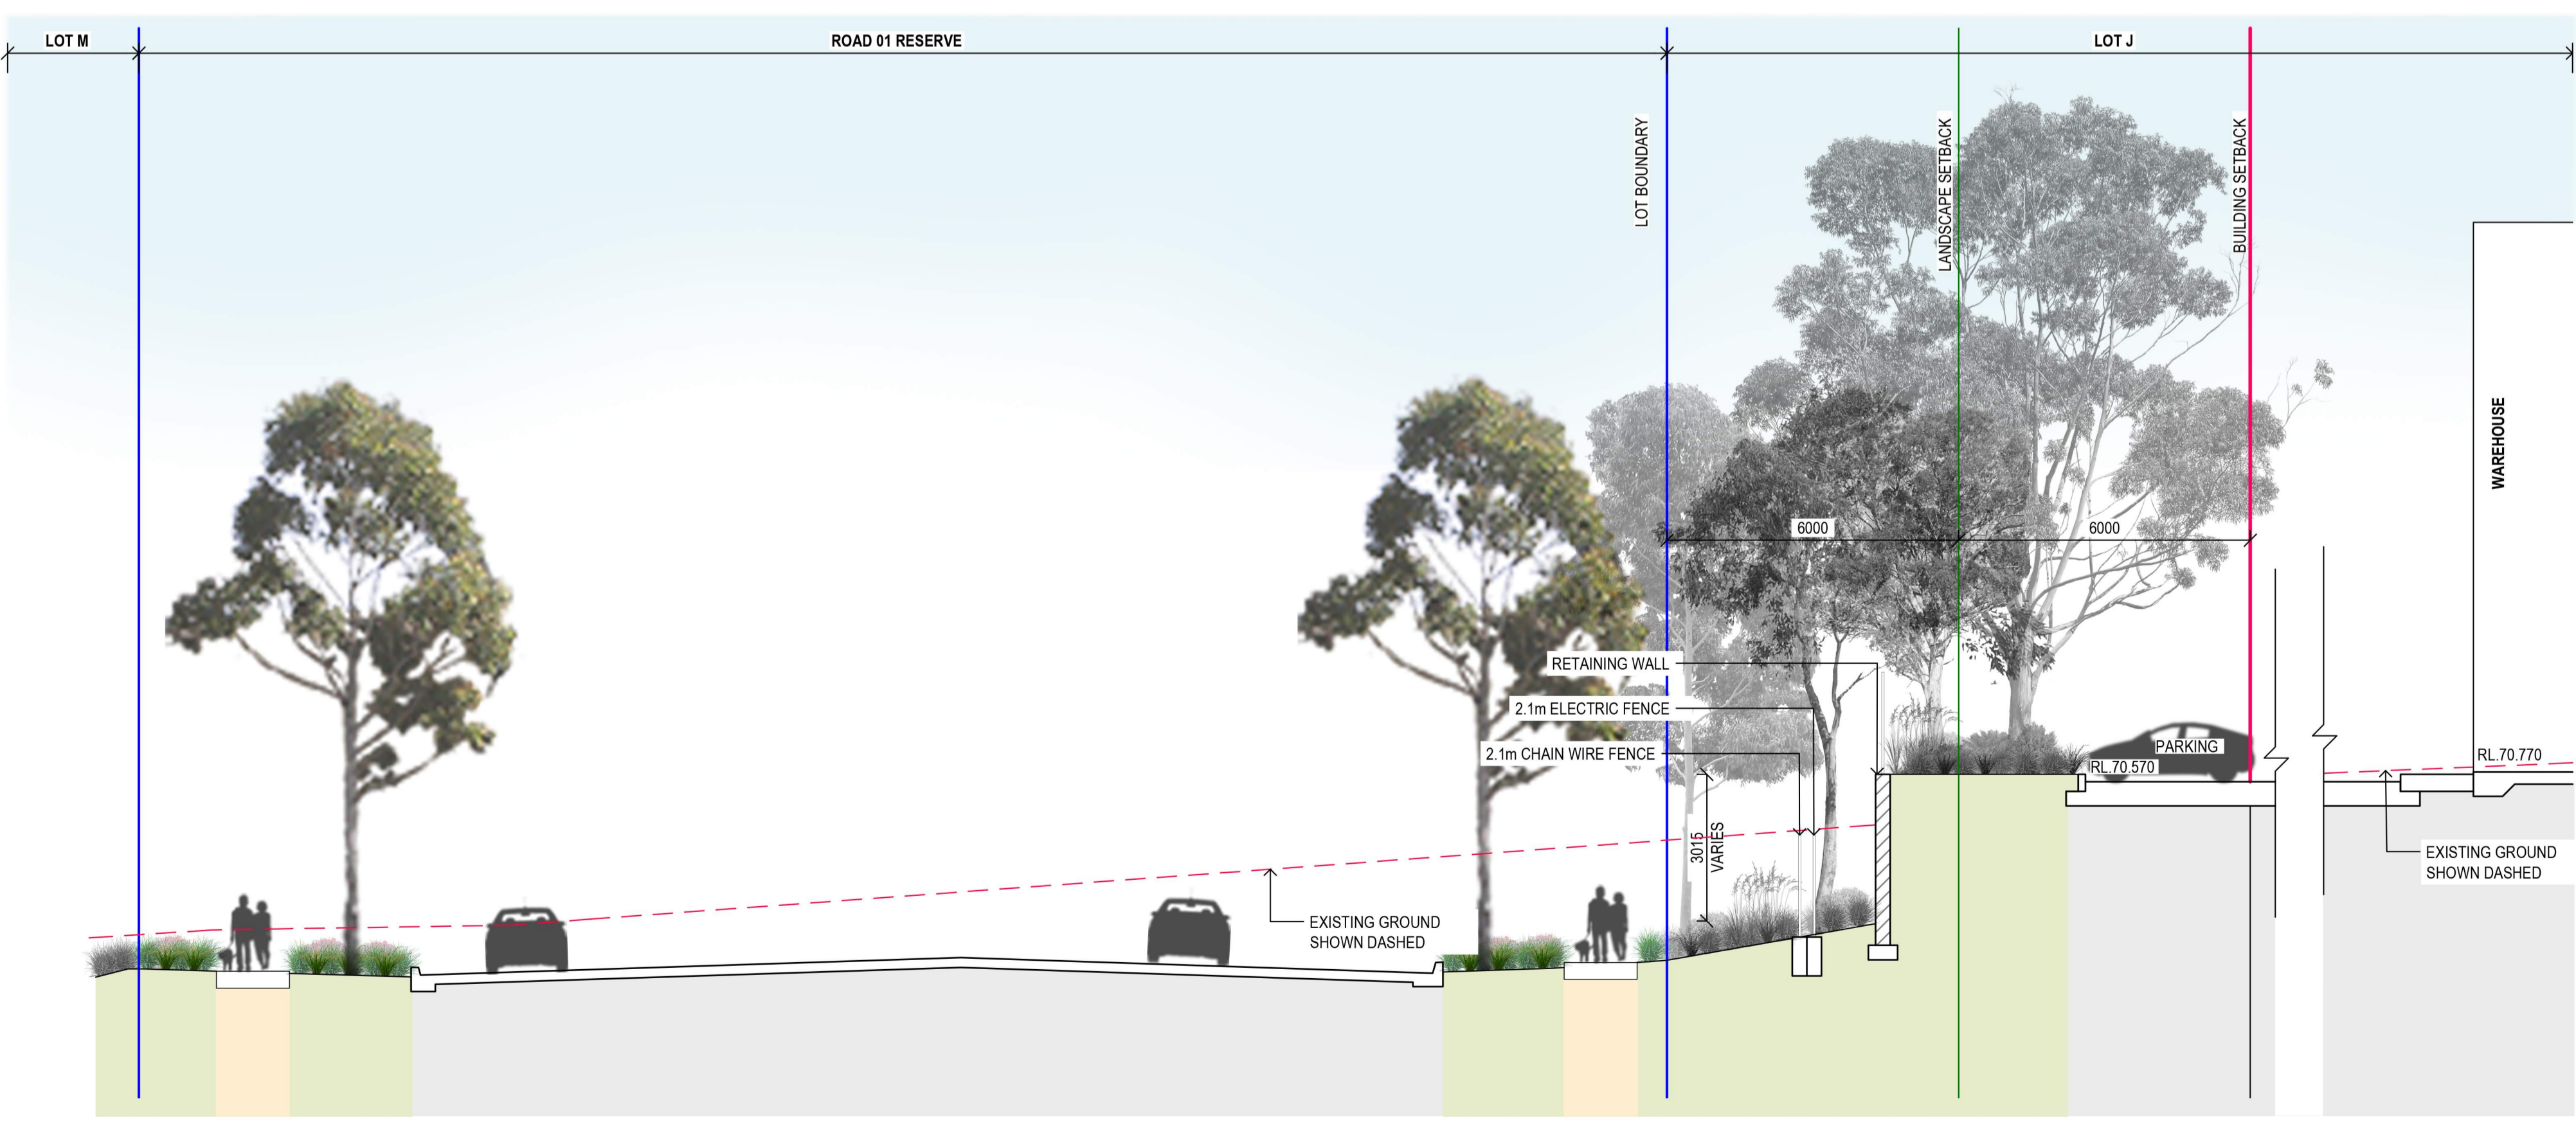 LOT M
ROAD 01 RESERVE
LOT J
LOT BOUNDARY
LANDSCAPE SETBACK
BUILDING SETBACK
WAREHOUSE
6000
6000
RETAINING WALL
2.1m ELECTRIC FENCE
2.1m CHAIN WIRE FENCE
PARKING
RL.70.570
RL.70.770
3015
VARIES
EXISTING GROUND
SHOWN DASHED
EXISTING GROUND
SHOWN DASHED